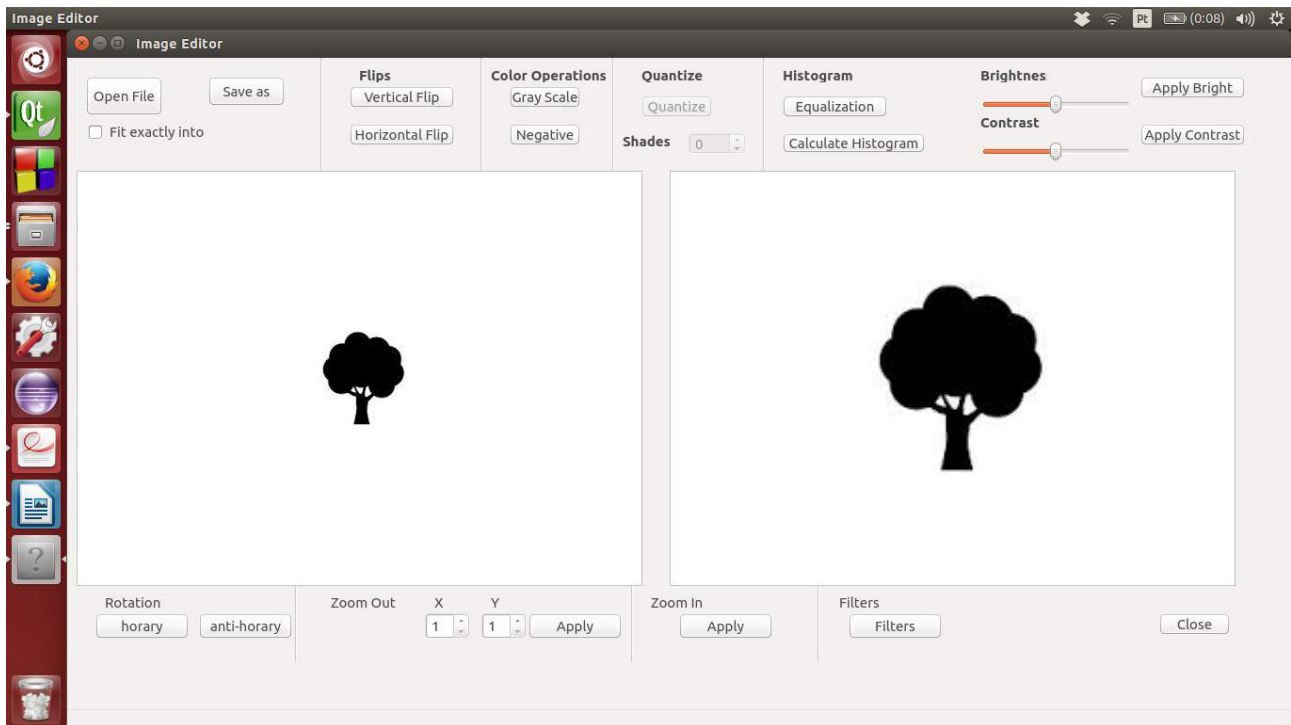 Image Editor
Pt (0:08)
Image Editor
Qt
Flips Color Operations Quantize Histogram Brightnes
Open File Save as Vertical Flip Gray Scale Quantize Equalization Apply Bright
Contrast
Fit exactly into Horizontal Flip Negative Shades 0 Calculate Histogram Apply Contrast
Rotation Zoom Out X Y Zoom In Filters
horary anti-horary 1 1 Apply Apply Filters Close